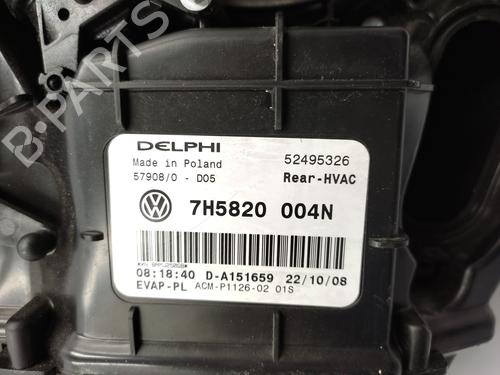 B-PARTS
DELPHI
Made in Poland 52495326
57908/0 - D05 Rear-HVAC
7H5820 004N
08:18:40 D-A151659 22/10/08
EVAP-PL ACM-P1126-02 01S